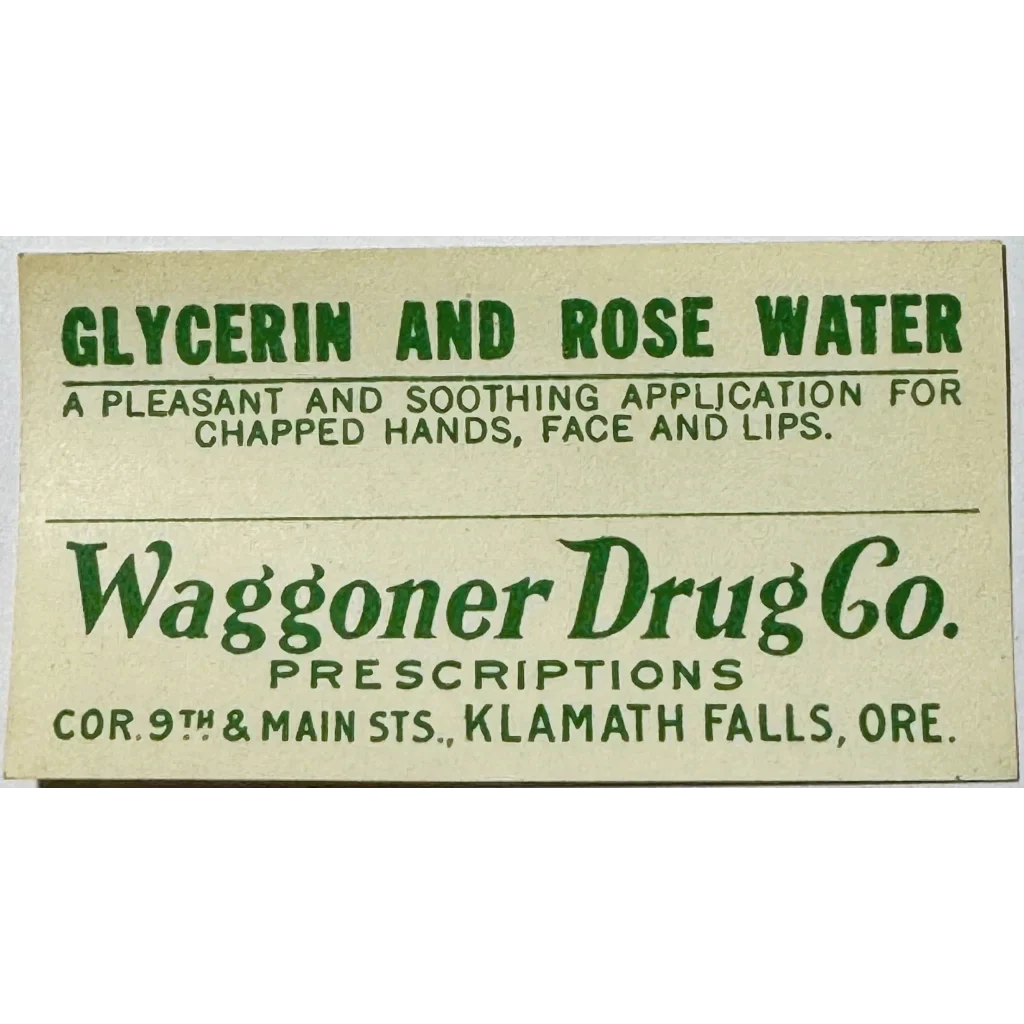 GLYCERIN AND ROSE WATER
A PLEASANT AND SOOTHING APPLICATION FOR
CHAPPED HANDS, FACE AND LIPS.
Waggoner Drug Co.
PRESCRIPTIONS
COR. 9TH & MAIN STS., KLAMATH FALLS, ORE.